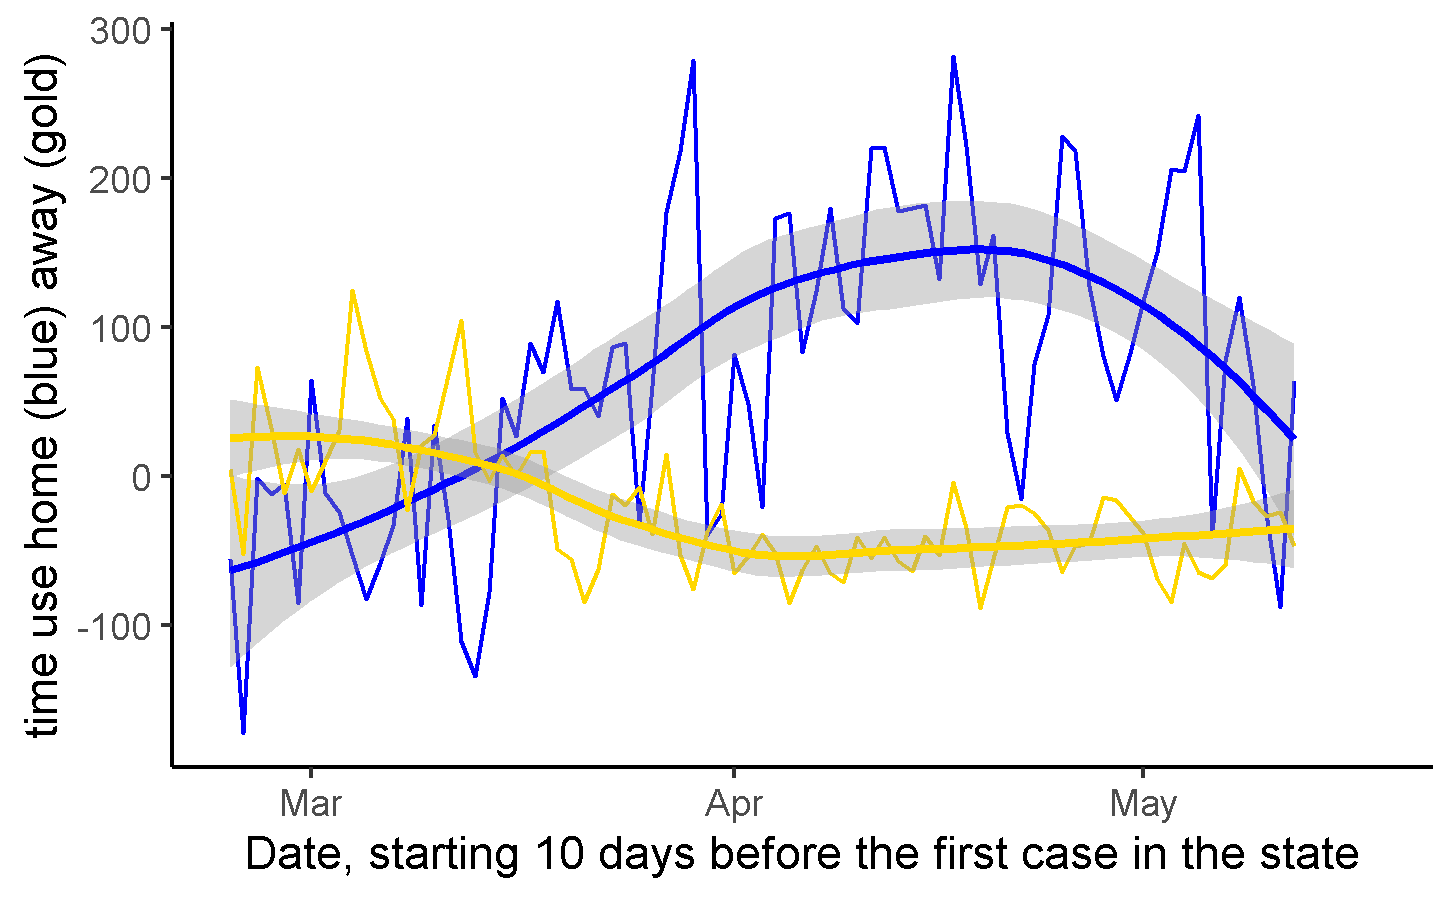 time use home (blue) away (gold)
300
200
100
0
-100
Mar
Apr
May
Date, starting 10 days before the first case in the state